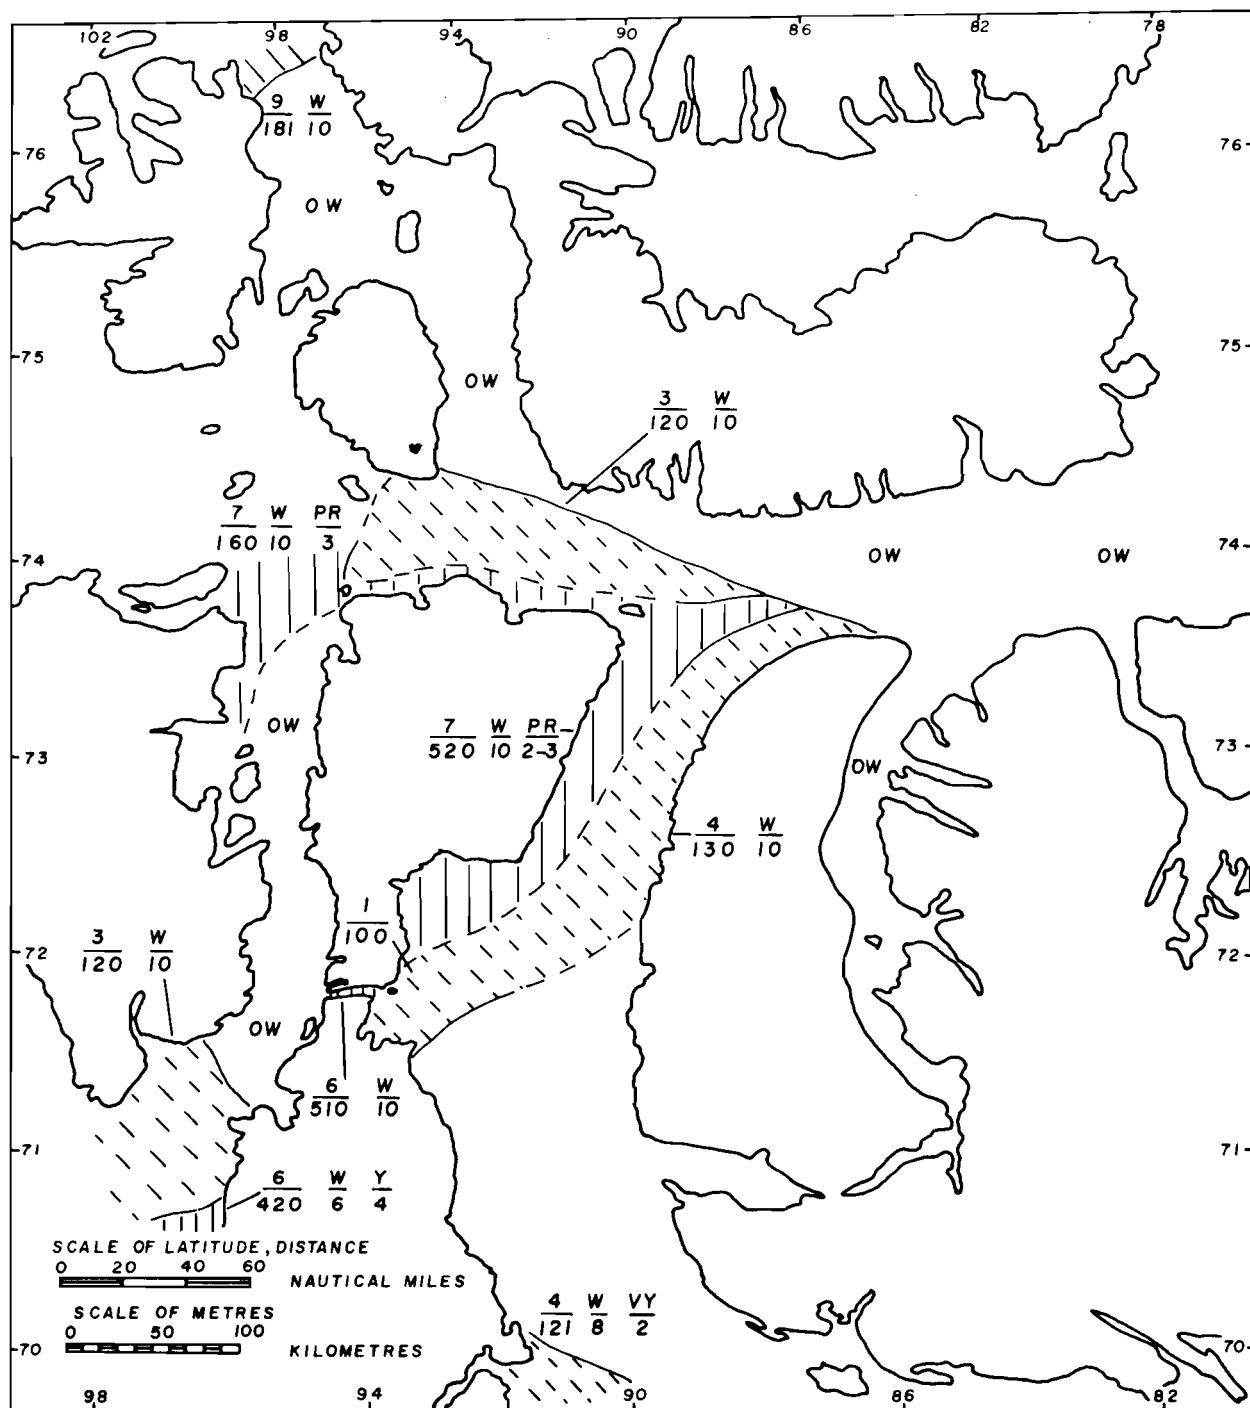 102 98 94 90 86 82 78
9 W
181 10
76 76
OW
75 75
OW
3 W
120 10
7 W PR
160 10 3
74 OW OW 74
OW
7 W PR
520 10 2-3
73 73
OW
4 W
130 10
1
100
3 W
120 10
72 72
OW
6 W
510 10
71 71
6 W Y
420 6 4
SCALE OF LATITUDE, DISTANCE
0 20 40 60
NAUTICAL MILES
SCALE OF METRES
0 50 100
KILOMETRES
4 W VY
121 8 2
70 70
98 94 90 86 82